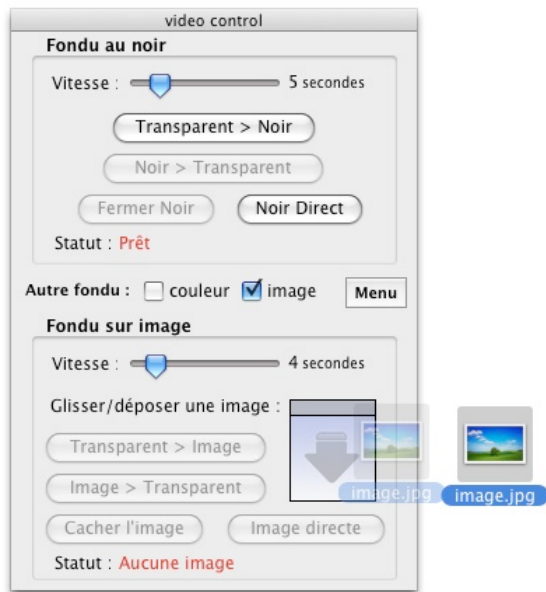 video control
Fondu au noir
Vitesse : 5 secondes
Transparent > Noir
Noir > Transparent
Fermer Noir Noir Direct
Statut : Prêt
Autre fondu : couleur image Menu
Fondu sur image
Vitesse : 4 secondes
Glisser/déposer une image :
Transparent > Image
Image > Transparent
image.jpg image.jpg
Cacher l'image Image directe
Statut : Aucune image